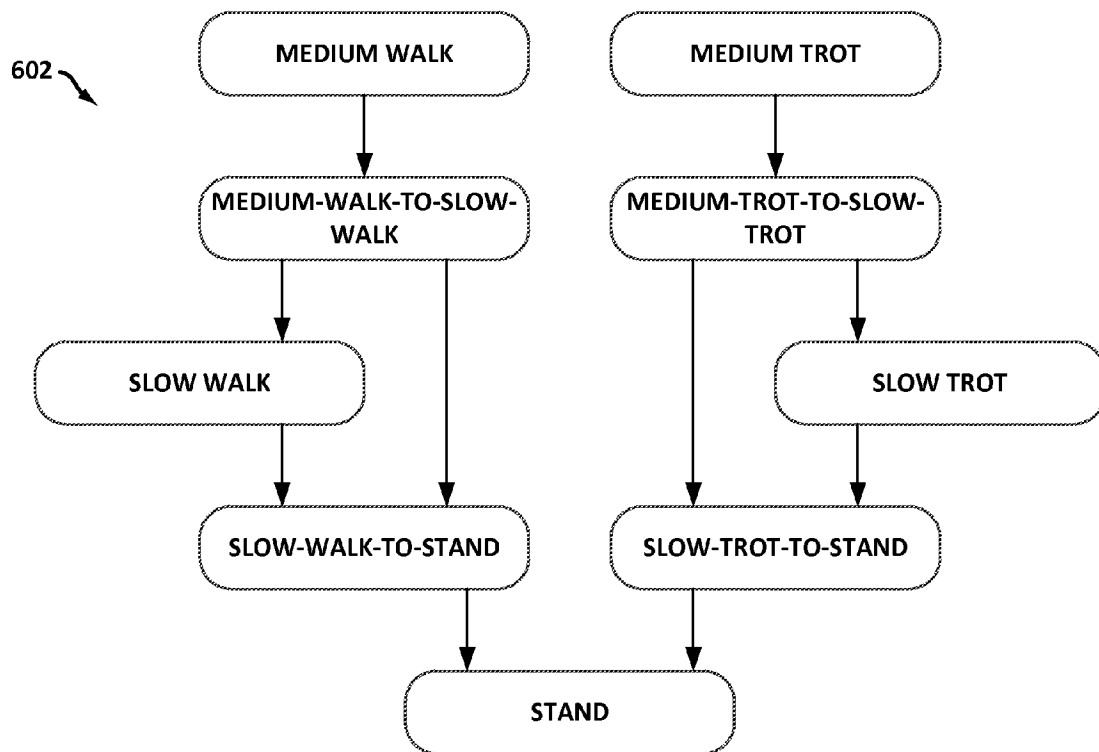 602
MEDIUM WALK
MEDIUM TROT
MEDIUM-WALK-TO-SLOW-
WALK
MEDIUM-TROT-TO-SLOW-
TROT
SLOW WALK
SLOW TROT
SLOW-WALK-TO-STAND
SLOW-TROT-TO-STAND
STAND